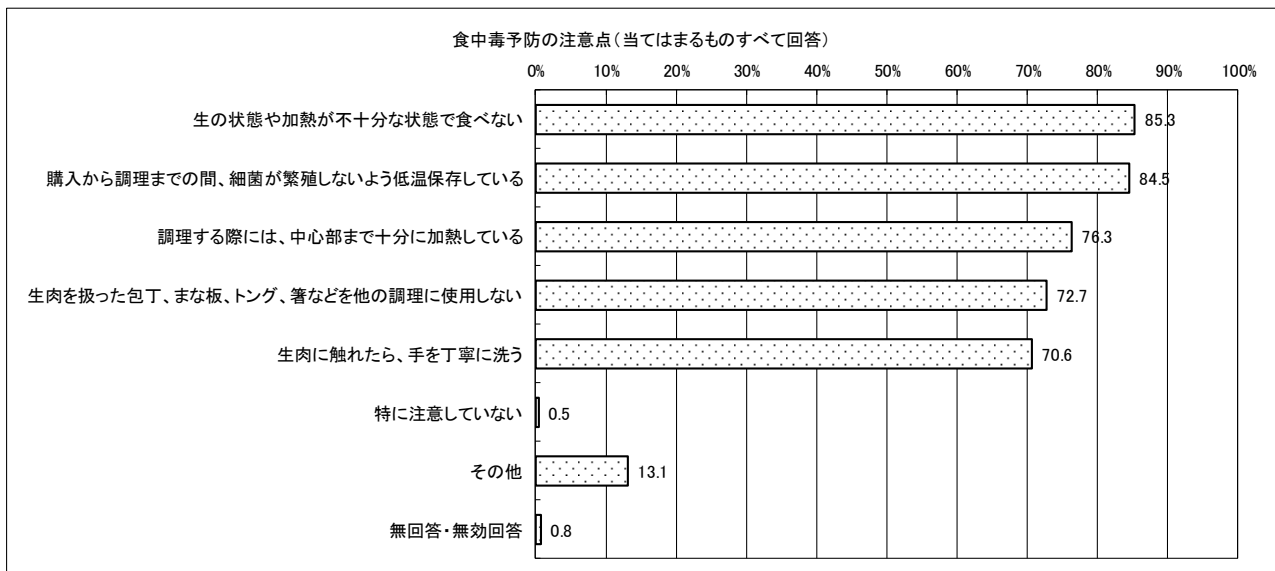 食中毒予防の注意点(当てはまるものすべて回答)
0% 10% 20% 30% 40% 50% 60% 70% 80% 90% 100%
生の状態や加熱が不十分な状態で食べない 85.3
購入から調理までの間、細菌が繁殖しないよう低温保存している 84.5
調理する際には、中心部まで十分に加熱している 76.3
生肉を扱った包丁、まな板、トング、箸などを他の調理に使用しない 72.7
生肉に触れたら、手を丁寧に洗う 70.6
特に注意していない 0.5
その他 13.1
無回答・無効回答 0.8